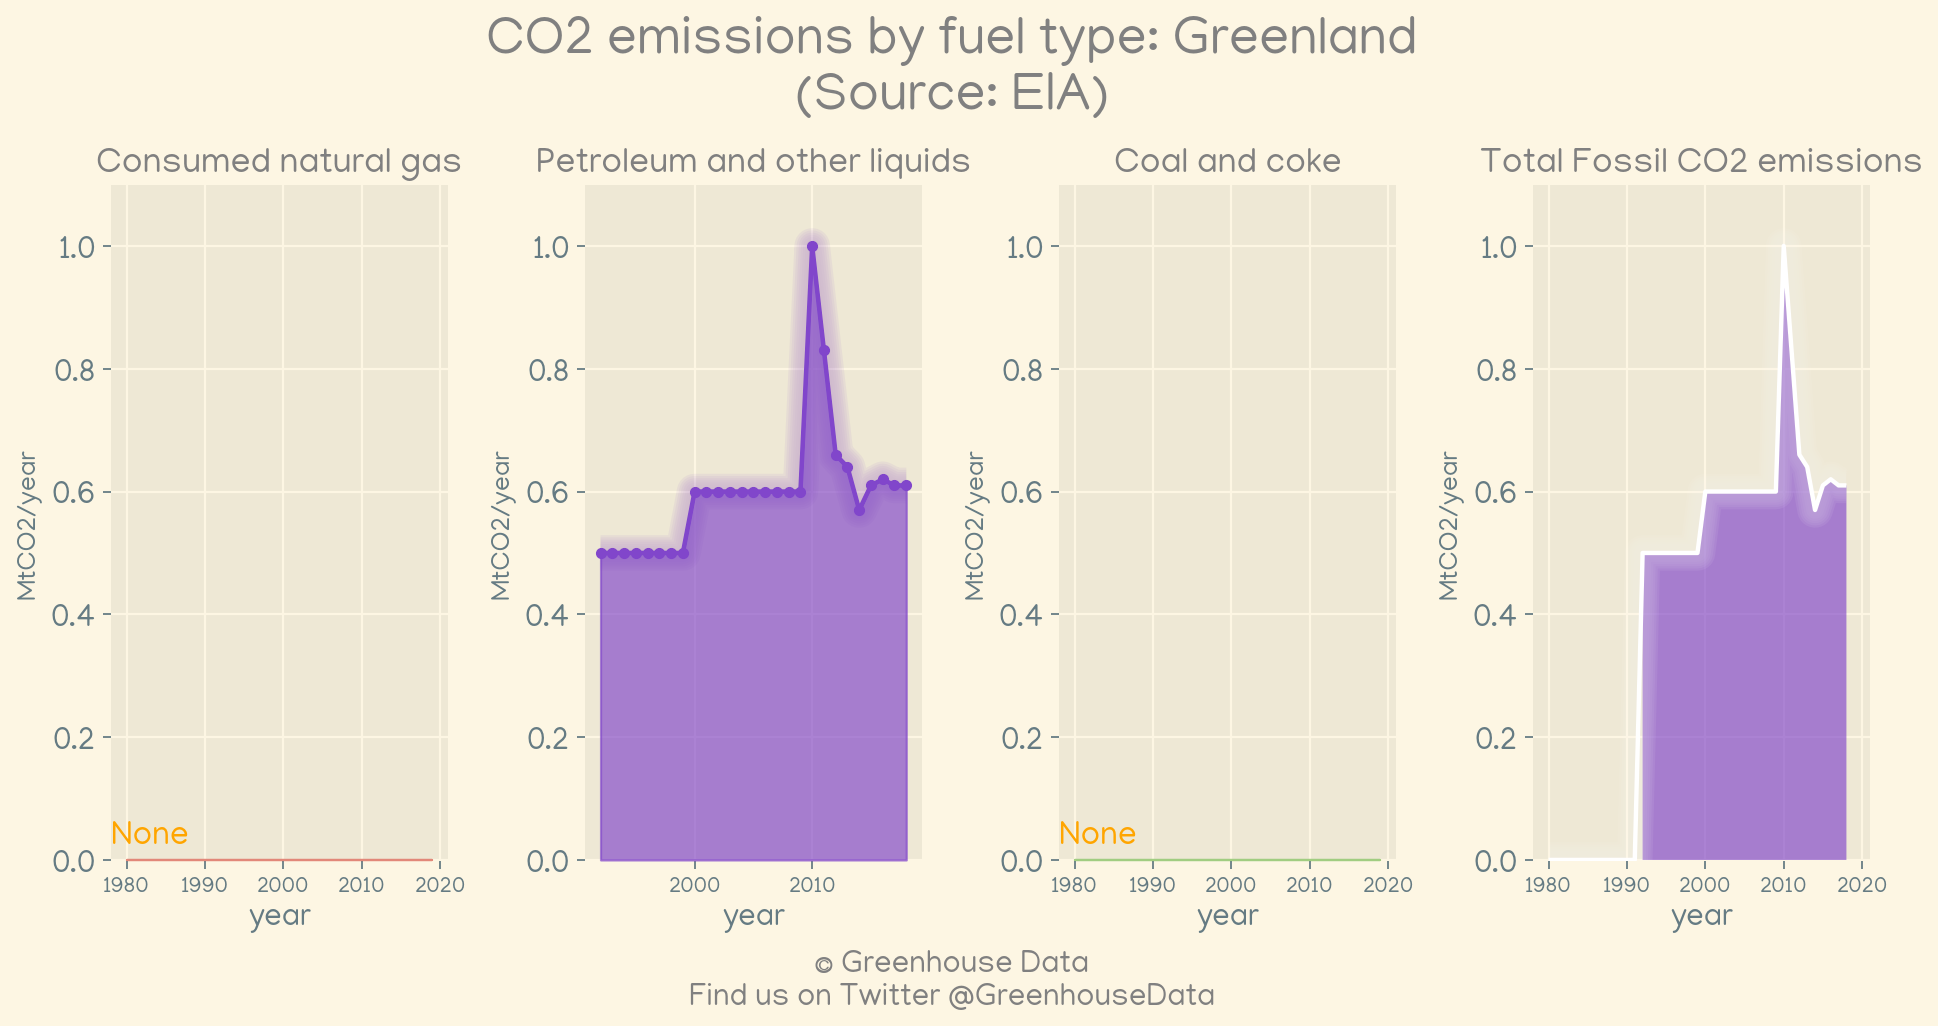 CO2 emissions by fuel type: Greenland
(Source: EIA)
Consumed natural gas
Petroleum and other liquids
Coal and coke
Total Fossil CO2 emissions
MtCO2/year
1.0
0.8
0.6
0.4
0.2
0.0
None
1980 1990 2000 2010 2020
year
MtCO2/year
1.0
0.8
0.6
0.4
0.2
0.0
2000 2010
year
MtCO2/year
1.0
0.8
0.6
0.4
0.2
0.0
None
1980 1990 2000 2010 2020
year
MtCO2/year
1.0
0.8
0.6
0.4
0.2
0.0
1980 1990 2000 2010 2020
year
© Greenhouse Data
Find us on Twitter @GreenhouseData